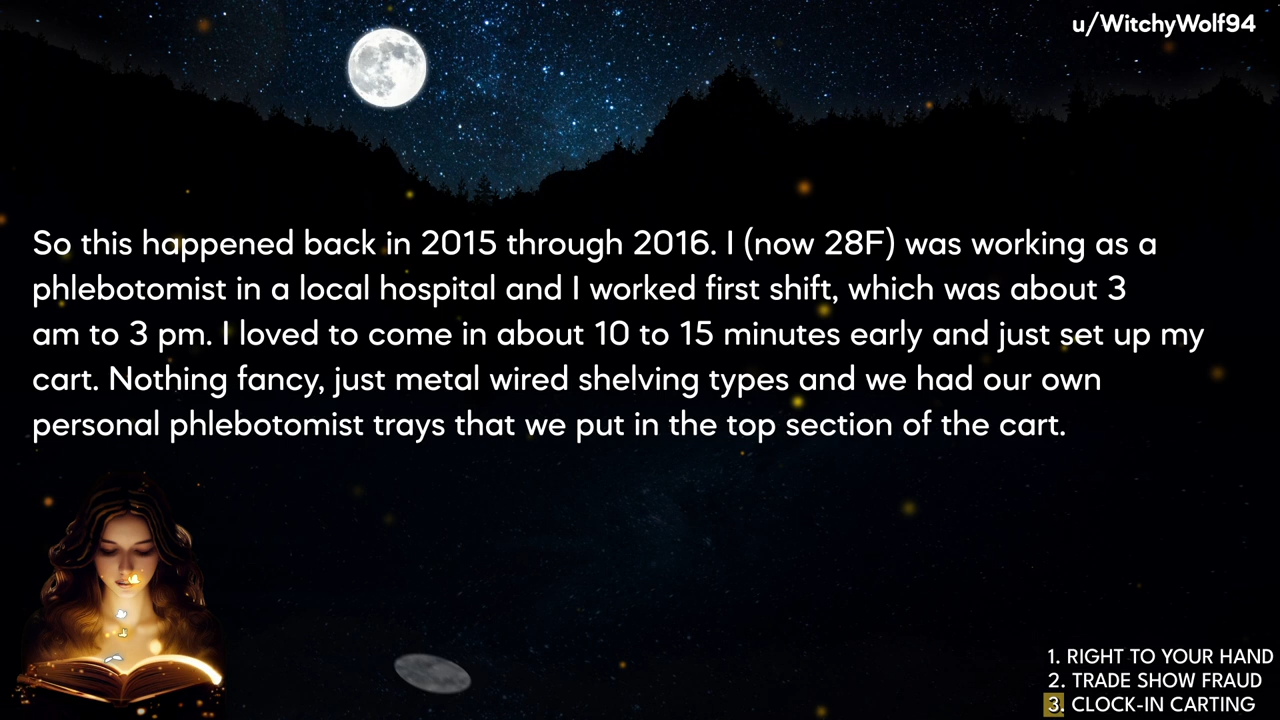 u/WitchyWolf94
So this happened back in 2015 through 2016. I (now 28F) was working as a
phlebotomist in a local hospital and I worked first shift, which was about 3
am to 3 pm. I loved to come in about 10 to 15 minutes early and just set up my
cart. Nothing fancy, just metal wired shelving types and we had our own
personal phlebotomist trays that we put in the top section of the cart.
1. RIGHT TO YOUR HAND
2. TRADE SHOW FRAUD
3. CLOCK-IN CARTING